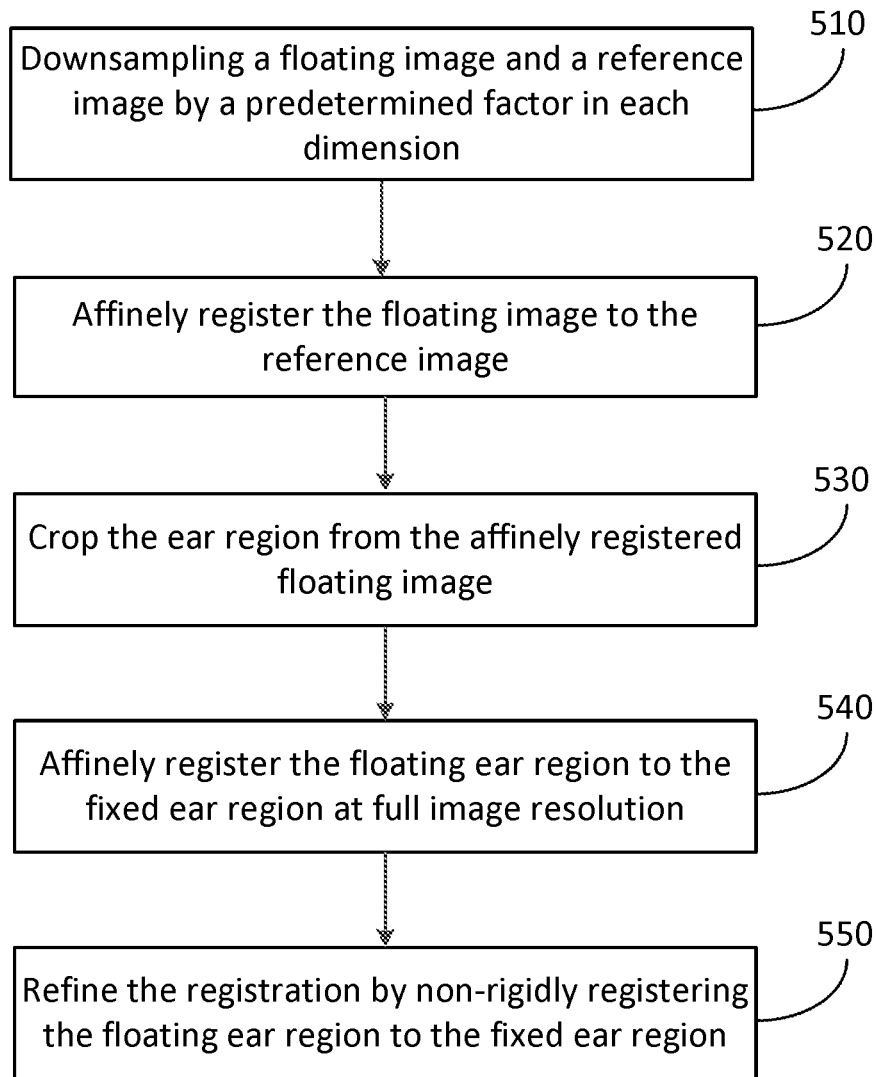 510
Downsampling a floating image and a reference
image by a predetermined factor in each
dimension
520
Affinely register the floating image to the
reference image
530
Crop the ear region from the affinely registered
floating image
540
Affinely register the floating ear region to the
fixed ear region at full image resolution
550
Refine the registration by non-rigidly registering
the floating ear region to the fixed ear region